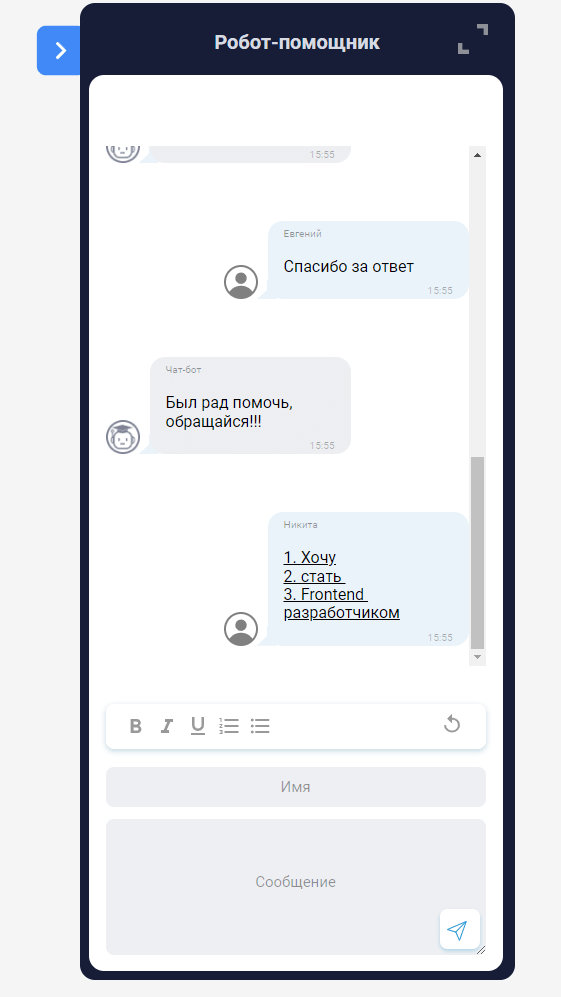 Робот-помощник
15:55
Евгений
Спасибо за ответ
15:55
Чат-бот
Был рад помочь,
обращайся!!!
15:55
Никита
1. Хочу
2. стать
3. Frontend
разработчиком
15:55
B I U
Имя
Сообщение